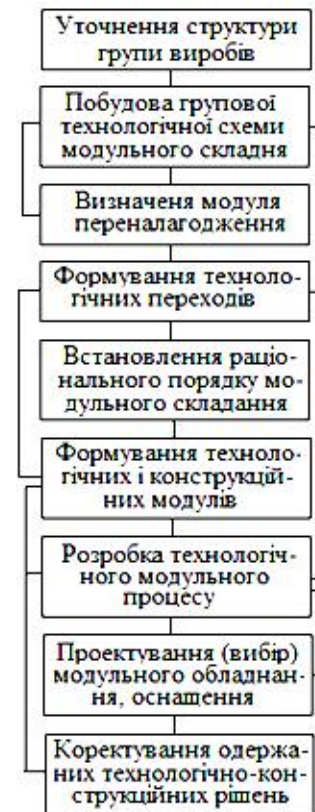 Уточнення структури
групи виробів
Побудова групової
технологічної схеми
модульного складня
Визначеня модуля
переналагодження
Формування техноло-
гічних переходів
Встановлення раціо-
нального порядку мо-
дульного складання
Формування техноло-
гічних і конструкцій-
них модулів
Розробка технологіч-
ного модульного
процесу
Проектування (вибір)
модульного обладнан-
ня, оснащення
Коректування одержа-
них технологічно-кон-
струкційних рішень